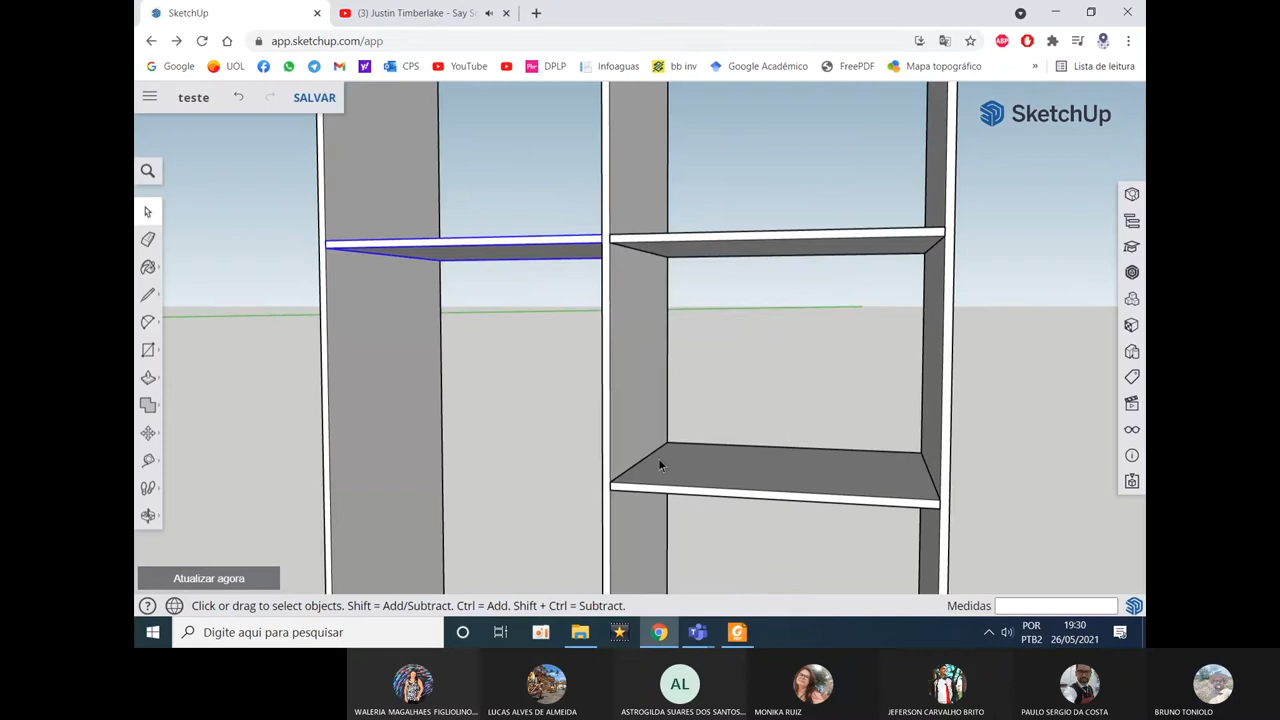 SketchUp
(3) Justin Timberlake - Say S
app.sketchup.com/app
ABP
Google
UOL
CPS
YouTube
DPLP
Infoaguas
bb inv
Google Acadêmico
FreePDF
Mapa topográfico
»
Lista de leitura
teste
SALVAR
SketchUp
Atualizar agora
Click or drag to select objects. Shift = Add/Subtract. Ctrl = Add. Shift + Ctrl = Subtract.
Medidas
Digite aqui para pesquisar
POR
PTB2
19:30
26/05/2021
AL
WALERIA MAGALHAES FIGLIOLINO...
LUCAS ALVES DE ALMEIDA
ASTROGILDA SUARES DOS SANTOS...
MONIKA RUIZ
JEFERSON CARVALHO BRITO
PAULO SERGIO DA COSTA
BRUNO TONIOLO